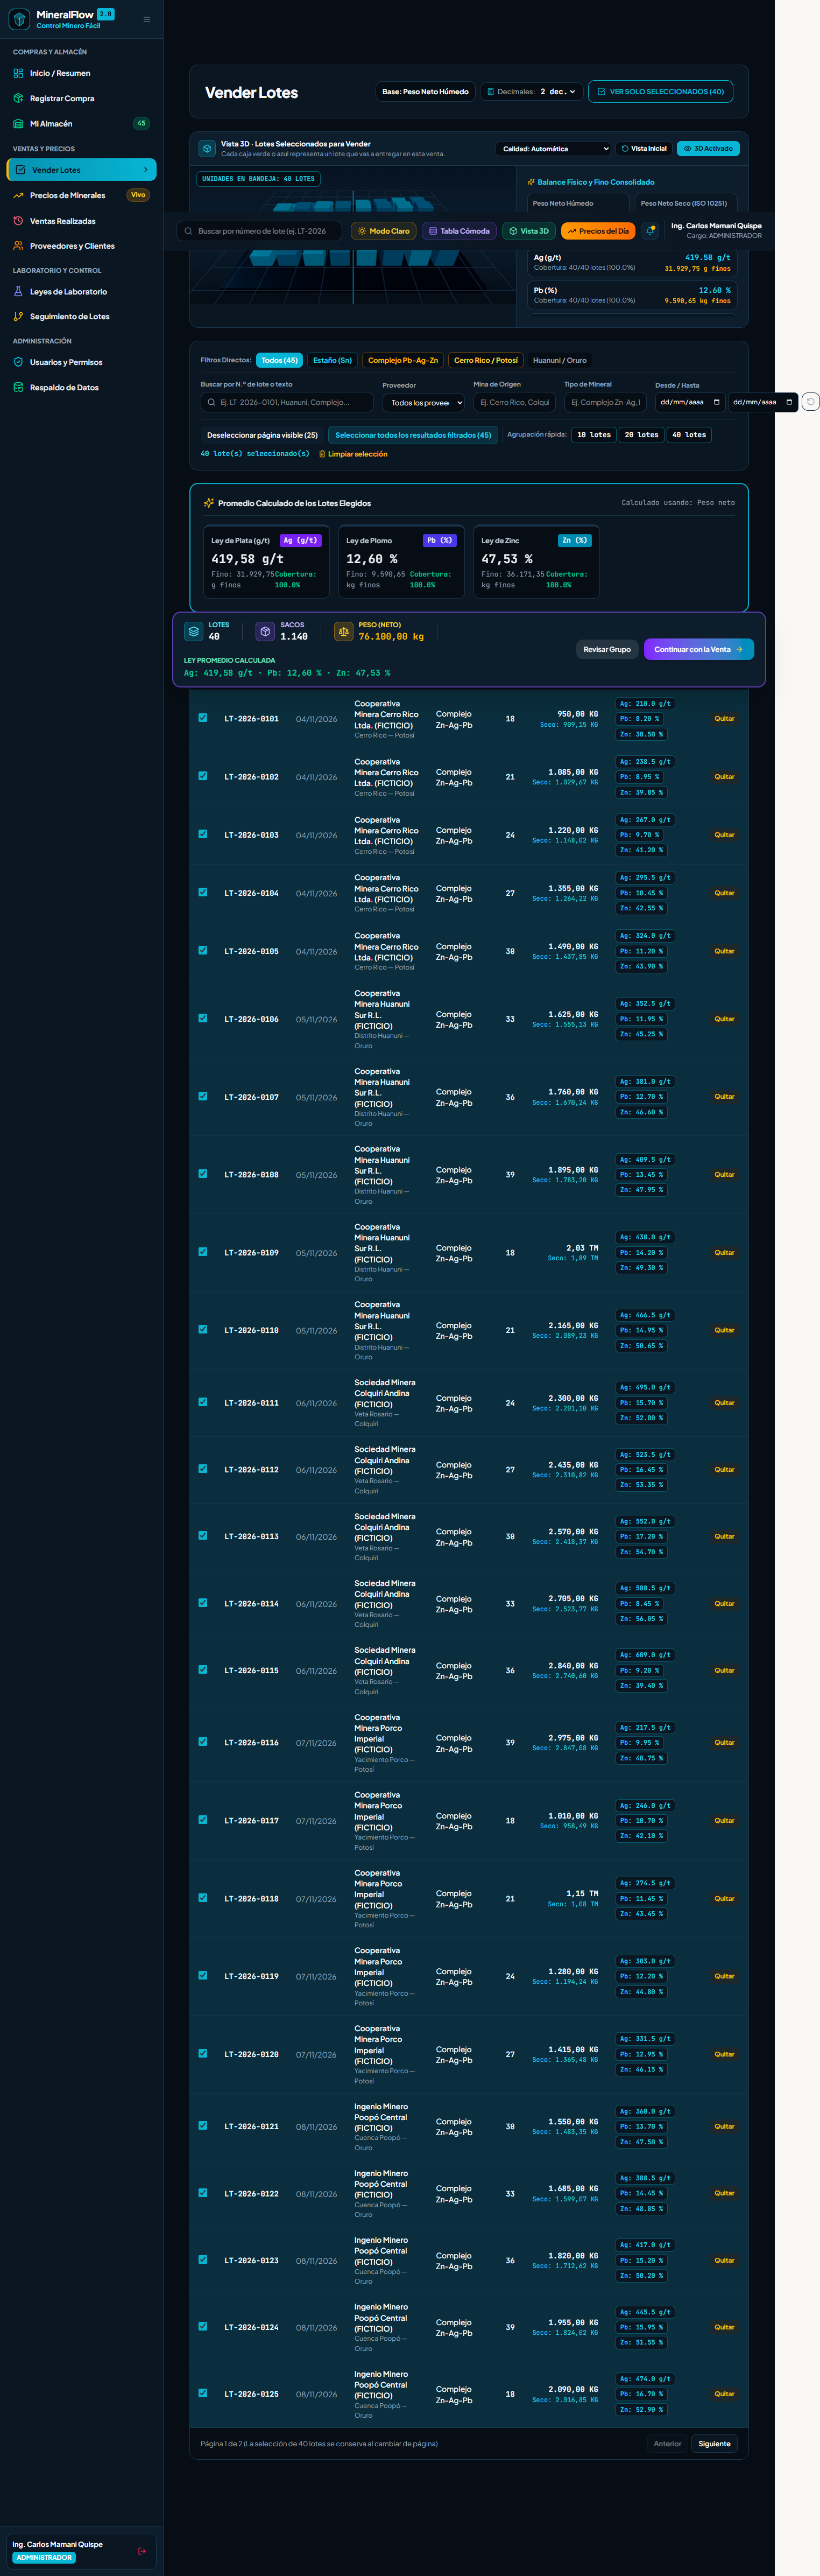 MineralFlow 2.0
Control Minero Fácil
COMPRAS Y ALMACÉN
Inicio / Resumen
Registrar Compra
Mi Almacén 45
VENTAS Y PRECIOS
Vender Lotes
Precios de Minerales Vivo
Ventas Realizadas
Proveedores y Clientes
LABORATORIO Y CONTROL
Leyes de Laboratorio
Seguimiento de Lotes
ADMINISTRACIÓN
Usuarios y Permisos
Respaldo de Datos
Vender Lotes
Base: Peso Neto Húmedo
Decimales: 2 dec.
VER SOLO SELECCIONADOS (40)
Vista 3D · Lotes Seleccionados para Vender
Cada caja verde o azul representa un lote que vas a entregar en esta venta.
Calidad: Automática
Vista Inicial
3D Activado
UNIDADES EN BANDEJA: 40 LOTES
Balance Físico y Fino Consolidado
Peso Neto Húmedo
Peso Neto Seco (ISO 10251)
Buscar por número de lote (ej. LT-2026
Modo Claro
Tabla Cómoda
Vista 3D
Precios del Día
Ing. Carlos Mamani Quispe
Cargo: ADMINISTRADOR
Ag (g/t) 419.58 g/t
Cobertura: 40/40 lotes (100.0%) 31.929,75 g finos
Pb (%) 12.60 %
Cobertura: 40/40 lotes (100.0%) 9.590,65 kg finos
Filtros Directos:
Todos (45)
Estaño (Sn)
Complejo Pb-Ag-Zn
Cerro Rico / Potosí
Huanuni / Oruro
Buscar por N.º de lote o texto
Proveedor
Mina de Origen
Tipo de Mineral
Desde / Hasta
Ej. LT-2026-0101, Huanuni, Complejo...
Todos los provee
Ej. Cerro Rico, Colqui
Ej. Complejo Zn-Ag, I
dd/mm/aaaa
dd/mm/aaaa
Deseleccionar página visible (25)
Seleccionar todos los resultados filtrados (45)
Agrupación rápida:
10 lotes
20 lotes
40 lotes
40 lote(s) seleccionado(s)
Limpiar selección
Promedio Calculado de los Lotes Elegidos
Calculado usando: Peso neto
Ley de Plata (g/t) Ag (g/t)
419,58 g/t
Fino: 31.929,75 g finos
Cobertura: 100.0%
Ley de Plomo Pb (%)
12,60 %
Fino: 9.590,65 kg finos
Cobertura: 100.0%
Ley de Zinc Zn (%)
47,53 %
Fino: 36.171,35 kg finos
Cobertura: 100.0%
LOTES
40
SACOS
1.140
PESO (NETO)
76.100,00 kg
LEY PROMEDIO CALCULADA
Ag: 419,58 g/t · Pb: 12,60 % · Zn: 47,53 %
Revisar Grupo
Continuar con la Venta
LT-2026-0101 04/11/2026 Cooperativa Minera Cerro Rico Ltda. (FICTICIO) Cerro Rico — Potosí Complejo Zn-Ag-Pb 18 950,00 KG Seco: 909,15 KG Ag: 210.0 g/t Pb: 8.20 % Zn: 38.50 % Quitar
LT-2026-0102 04/11/2026 Cooperativa Minera Cerro Rico Ltda. (FICTICIO) Cerro Rico — Potosí Complejo Zn-Ag-Pb 21 1.085,00 KG Seco: 1.029,67 KG Ag: 238.5 g/t Pb: 8.95 % Zn: 39.85 % Quitar
LT-2026-0103 04/11/2026 Cooperativa Minera Cerro Rico Ltda. (FICTICIO) Cerro Rico — Potosí Complejo Zn-Ag-Pb 24 1.220,00 KG Seco: 1.148,02 KG Ag: 267.0 g/t Pb: 9.70 % Zn: 41.20 % Quitar
LT-2026-0104 04/11/2026 Cooperativa Minera Cerro Rico Ltda. (FICTICIO) Cerro Rico — Potosí Complejo Zn-Ag-Pb 27 1.355,00 KG Seco: 1.264,22 KG Ag: 295.5 g/t Pb: 10.45 % Zn: 42.55 % Quitar
LT-2026-0105 04/11/2026 Cooperativa Minera Cerro Rico Ltda. (FICTICIO) Cerro Rico — Potosí Complejo Zn-Ag-Pb 30 1.490,00 KG Seco: 1.437,85 KG Ag: 324.0 g/t Pb: 11.20 % Zn: 43.90 % Quitar
LT-2026-0106 05/11/2026 Cooperativa Minera Huanuni Sur R.L. (FICTICIO) Distrito Huanuni — Oruro Complejo Zn-Ag-Pb 33 1.625,00 KG Seco: 1.555,13 KG Ag: 352.5 g/t Pb: 11.95 % Zn: 45.25 % Quitar
LT-2026-0107 05/11/2026 Cooperativa Minera Huanuni Sur R.L. (FICTICIO) Distrito Huanuni — Oruro Complejo Zn-Ag-Pb 36 1.760,00 KG Seco: 1.670,24 KG Ag: 381.0 g/t Pb: 12.70 % Zn: 46.60 % Quitar
LT-2026-0108 05/11/2026 Cooperativa Minera Huanuni Sur R.L. (FICTICIO) Distrito Huanuni — Oruro Complejo Zn-Ag-Pb 39 1.895,00 KG Seco: 1.783,20 KG Ag: 409.5 g/t Pb: 13.45 % Zn: 47.95 % Quitar
LT-2026-0109 05/11/2026 Cooperativa Minera Huanuni Sur R.L. (FICTICIO) Distrito Huanuni — Oruro Complejo Zn-Ag-Pb 18 2,03 TM Seco: 1,89 TM Ag: 438.0 g/t Pb: 14.20 % Zn: 49.30 % Quitar
LT-2026-0110 05/11/2026 Cooperativa Minera Huanuni Sur R.L. (FICTICIO) Distrito Huanuni — Oruro Complejo Zn-Ag-Pb 21 2.165,00 KG Seco: 2.089,23 KG Ag: 466.5 g/t Pb: 14.95 % Zn: 50.65 % Quitar
LT-2026-0111 06/11/2026 Sociedad Minera Colquiri Andina (FICTICIO) Veta Rosario — Colquiri Complejo Zn-Ag-Pb 24 2.300,00 KG Seco: 2.201,10 KG Ag: 495.0 g/t Pb: 15.70 % Zn: 52.00 % Quitar
LT-2026-0112 06/11/2026 Sociedad Minera Colquiri Andina (FICTICIO) Veta Rosario — Colquiri Complejo Zn-Ag-Pb 27 2.435,00 KG Seco: 2.310,82 KG Ag: 523.5 g/t Pb: 16.45 % Zn: 53.35 % Quitar
LT-2026-0113 06/11/2026 Sociedad Minera Colquiri Andina (FICTICIO) Veta Rosario — Colquiri Complejo Zn-Ag-Pb 30 2.570,00 KG Seco: 2.418,37 KG Ag: 552.0 g/t Pb: 17.20 % Zn: 54.70 % Quitar
LT-2026-0114 06/11/2026 Sociedad Minera Colquiri Andina (FICTICIO) Veta Rosario — Colquiri Complejo Zn-Ag-Pb 33 2.705,00 KG Seco: 2.523,77 KG Ag: 580.5 g/t Pb: 8.45 % Zn: 56.05 % Quitar
LT-2026-0115 06/11/2026 Sociedad Minera Colquiri Andina (FICTICIO) Veta Rosario — Colquiri Complejo Zn-Ag-Pb 36 2.840,00 KG Seco: 2.740,60 KG Ag: 609.0 g/t Pb: 9.20 % Zn: 39.40 % Quitar
LT-2026-0116 07/11/2026 Cooperativa Minera Porco Imperial (FICTICIO) Yacimiento Porco — Potosí Complejo Zn-Ag-Pb 39 2.975,00 KG Seco: 2.847,08 KG Ag: 217.5 g/t Pb: 9.95 % Zn: 40.75 % Quitar
LT-2026-0117 07/11/2026 Cooperativa Minera Porco Imperial (FICTICIO) Yacimiento Porco — Potosí Complejo Zn-Ag-Pb 18 1.010,00 KG Seco: 958,49 KG Ag: 246.0 g/t Pb: 10.70 % Zn: 42.10 % Quitar
LT-2026-0118 07/11/2026 Cooperativa Minera Porco Imperial (FICTICIO) Yacimiento Porco — Potosí Complejo Zn-Ag-Pb 21 1,15 TM Seco: 1,08 TM Ag: 274.5 g/t Pb: 11.45 % Zn: 43.45 % Quitar
LT-2026-0119 07/11/2026 Cooperativa Minera Porco Imperial (FICTICIO) Yacimiento Porco — Potosí Complejo Zn-Ag-Pb 24 1.280,00 KG Seco: 1.194,24 KG Ag: 303.0 g/t Pb: 12.20 % Zn: 44.80 % Quitar
LT-2026-0120 07/11/2026 Cooperativa Minera Porco Imperial (FICTICIO) Yacimiento Porco — Potosí Complejo Zn-Ag-Pb 27 1.415,00 KG Seco: 1.365,48 KG Ag: 331.5 g/t Pb: 12.95 % Zn: 46.15 % Quitar
LT-2026-0121 08/11/2026 Ingenio Minero Poopó Central (FICTICIO) Cuenca Poopó — Oruro Complejo Zn-Ag-Pb 30 1.550,00 KG Seco: 1.483,35 KG Ag: 360.0 g/t Pb: 13.70 % Zn: 47.50 % Quitar
LT-2026-0122 08/11/2026 Ingenio Minero Poopó Central (FICTICIO) Cuenca Poopó — Oruro Complejo Zn-Ag-Pb 33 1.685,00 KG Seco: 1.599,07 KG Ag: 388.5 g/t Pb: 14.45 % Zn: 48.85 % Quitar
LT-2026-0123 08/11/2026 Ingenio Minero Poopó Central (FICTICIO) Cuenca Poopó — Oruro Complejo Zn-Ag-Pb 36 1.820,00 KG Seco: 1.712,62 KG Ag: 417.0 g/t Pb: 15.20 % Zn: 50.20 % Quitar
LT-2026-0124 08/11/2026 Ingenio Minero Poopó Central (FICTICIO) Cuenca Poopó — Oruro Complejo Zn-Ag-Pb 39 1.955,00 KG Seco: 1.824,02 KG Ag: 445.5 g/t Pb: 15.95 % Zn: 51.55 % Quitar
LT-2026-0125 08/11/2026 Ingenio Minero Poopó Central (FICTICIO) Cuenca Poopó — Oruro Complejo Zn-Ag-Pb 18 2.090,00 KG Seco: 2.016,85 KG Ag: 474.0 g/t Pb: 16.70 % Zn: 52.90 % Quitar
Página 1 de 2 (La selección de 40 lotes se conserva al cambiar de página)
Anterior
Siguiente
Ing. Carlos Mamani Quispe
ADMINISTRADOR